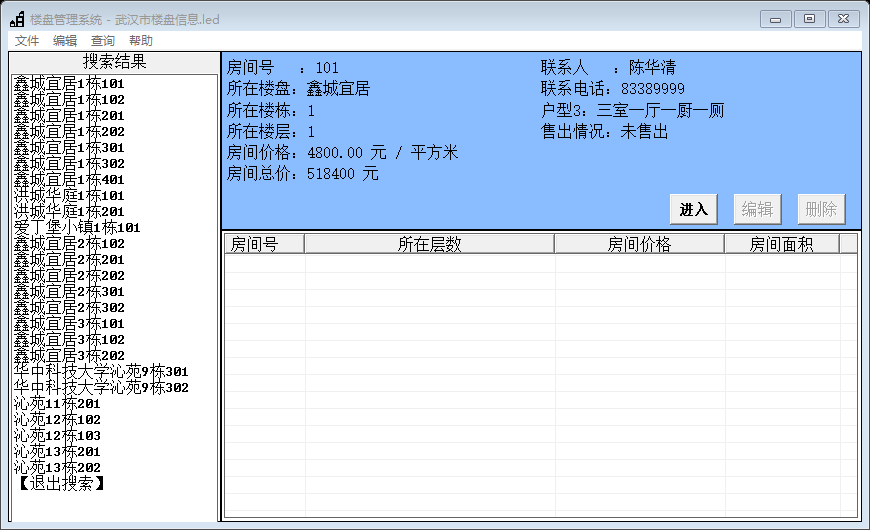 楼盘管理系统 - 武汉市楼盘信息.led
文件 编辑 查询 帮助
搜索结果
鑫城宜居1栋101
鑫城宜居1栋102
鑫城宜居1栋201
鑫城宜居1栋202
鑫城宜居1栋301
鑫城宜居1栋302
鑫城宜居1栋401
洪城华庭1栋101
洪城华庭1栋201
爱丁堡小镇1栋101
鑫城宜居2栋102
鑫城宜居2栋201
鑫城宜居2栋202
鑫城宜居2栋301
鑫城宜居2栋302
鑫城宜居3栋101
鑫城宜居3栋102
鑫城宜居3栋202
华中科技大学沁苑9栋301
华中科技大学沁苑9栋302
沁苑11栋201
沁苑12栋102
沁苑12栋103
沁苑13栋201
沁苑13栋202
【退出搜索】
房间号 ：101
所在楼盘：鑫城宜居
所在楼栋：1
所在楼层：1
房间价格：4800.00 元 / 平方米
房间总价：518400 元
联系人 ：陈华清
联系电话：83389999
户型3：三室一厅一厨一厕
售出情况：未售出
进入 编辑 删除
房间号 所在层数 房间价格 房间面积